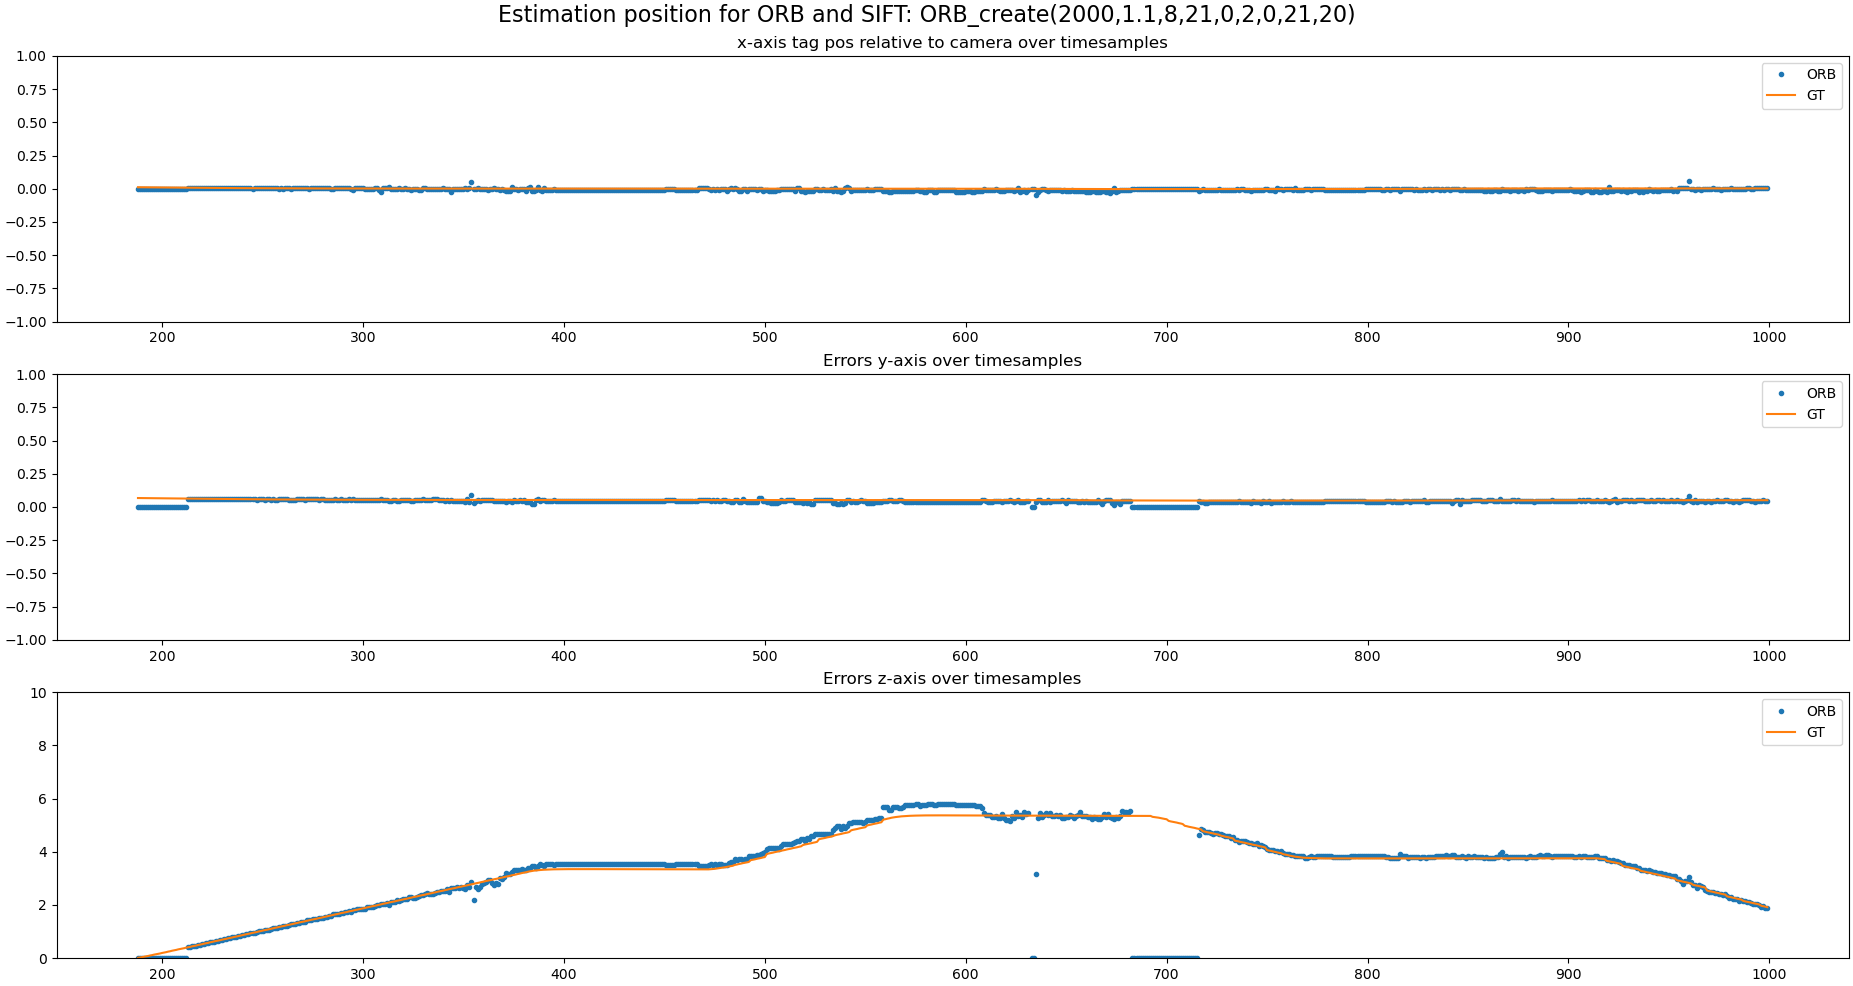 Estimation position for ORB and SIFT: ORB_create(2000,1.1,8,21,0,2,0,21,20)
x-axis tag pos relative to camera over timesamples
1.00
0.75
0.50
0.25
0.00
−0.25
−0.50
−0.75
−1.00
ORB
GT
200 300 400 500 600 700 800 900 1000
Errors y-axis over timesamples
1.00
0.75
0.50
0.25
0.00
−0.25
−0.50
−0.75
−1.00
ORB
GT
200 300 400 500 600 700 800 900 1000
Errors z-axis over timesamples
10
8
6
4
2
0
ORB
GT
200 300 400 500 600 700 800 900 1000